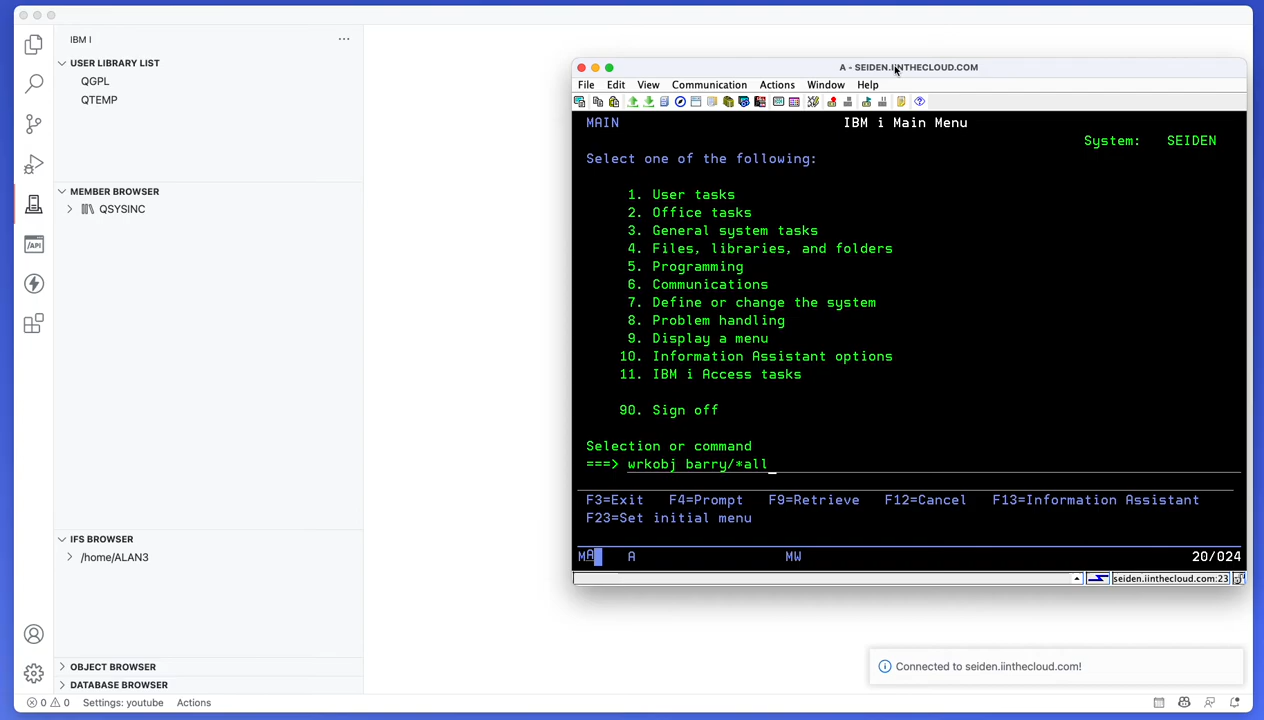 IBM I
···
USER LIBRARY LIST
QGPL
QTEMP
MEMBER BROWSER
QSYSINC
IFS BROWSER
/home/ALAN3
OBJECT BROWSER
DATABASE BROWSER
0 0 Settings: youtube Actions
/API
A - SEIDEN.IINTHECLOUD.COM
File Edit View Communication Actions Window Help
MAIN IBM i Main Menu
System: SEIDEN
Select one of the following:
1. User tasks
2. Office tasks
3. General system tasks
4. Files, libraries, and folders
5. Programming
6. Communications
7. Define or change the system
8. Problem handling
9. Display a menu
10. Information Assistant options
11. IBM i Access tasks
90. Sign off
Selection or command
===> wrkobj barry/*all
F3=Exit F4=Prompt F9=Retrieve F12=Cancel F13=Information Assistant
F23=Set initial menu
MA A MW 20/024
seiden.iinthecloud.com:23
Connected to seiden.iinthecloud.com!